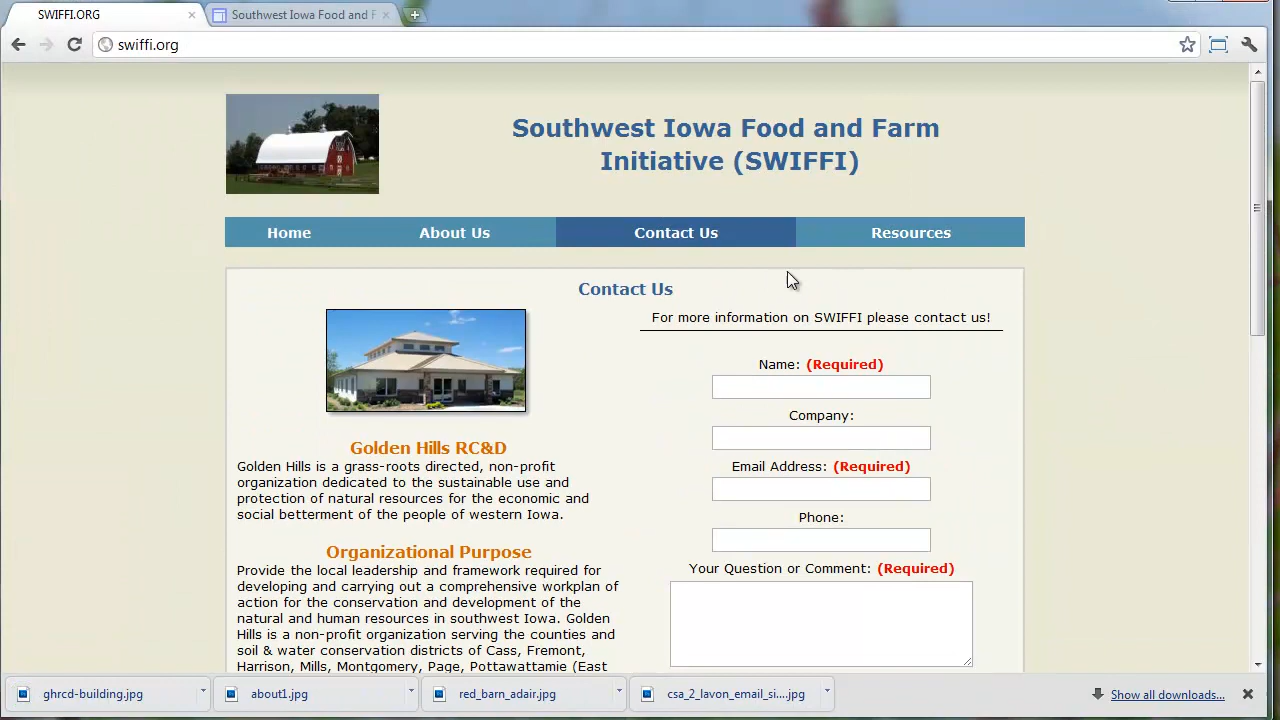 SWIFFI.ORG
Southwest Iowa Food and F
swiffi.org
Southwest Iowa Food and Farm
Initiative (SWIFFI)
Home About Us Contact Us Resources
Contact Us
Golden Hills RC&D
Golden Hills is a grass-roots directed, non-profit
organization dedicated to the sustainable use and
protection of natural resources for the economic and
social betterment of the people of western Iowa.
Organizational Purpose
Provide the local leadership and framework required for
developing and carrying out a comprehensive workplan of
action for the conservation and development of the
natural and human resources in southwest Iowa. Golden
Hills is a non-profit organization serving the counties and
soil & water conservation districts of Cass, Fremont,
Harrison, Mills, Montgomery, Page, Pottawattamie (East
For more information on SWIFFI please contact us!
Name: (Required)
Company:
Email Address: (Required)
Phone:
Your Question or Comment: (Required)
ghrcd-building.jpg
about1.jpg
red_barn_adair.jpg
csa_2_lavon_email_si....jpg
Show all downloads...